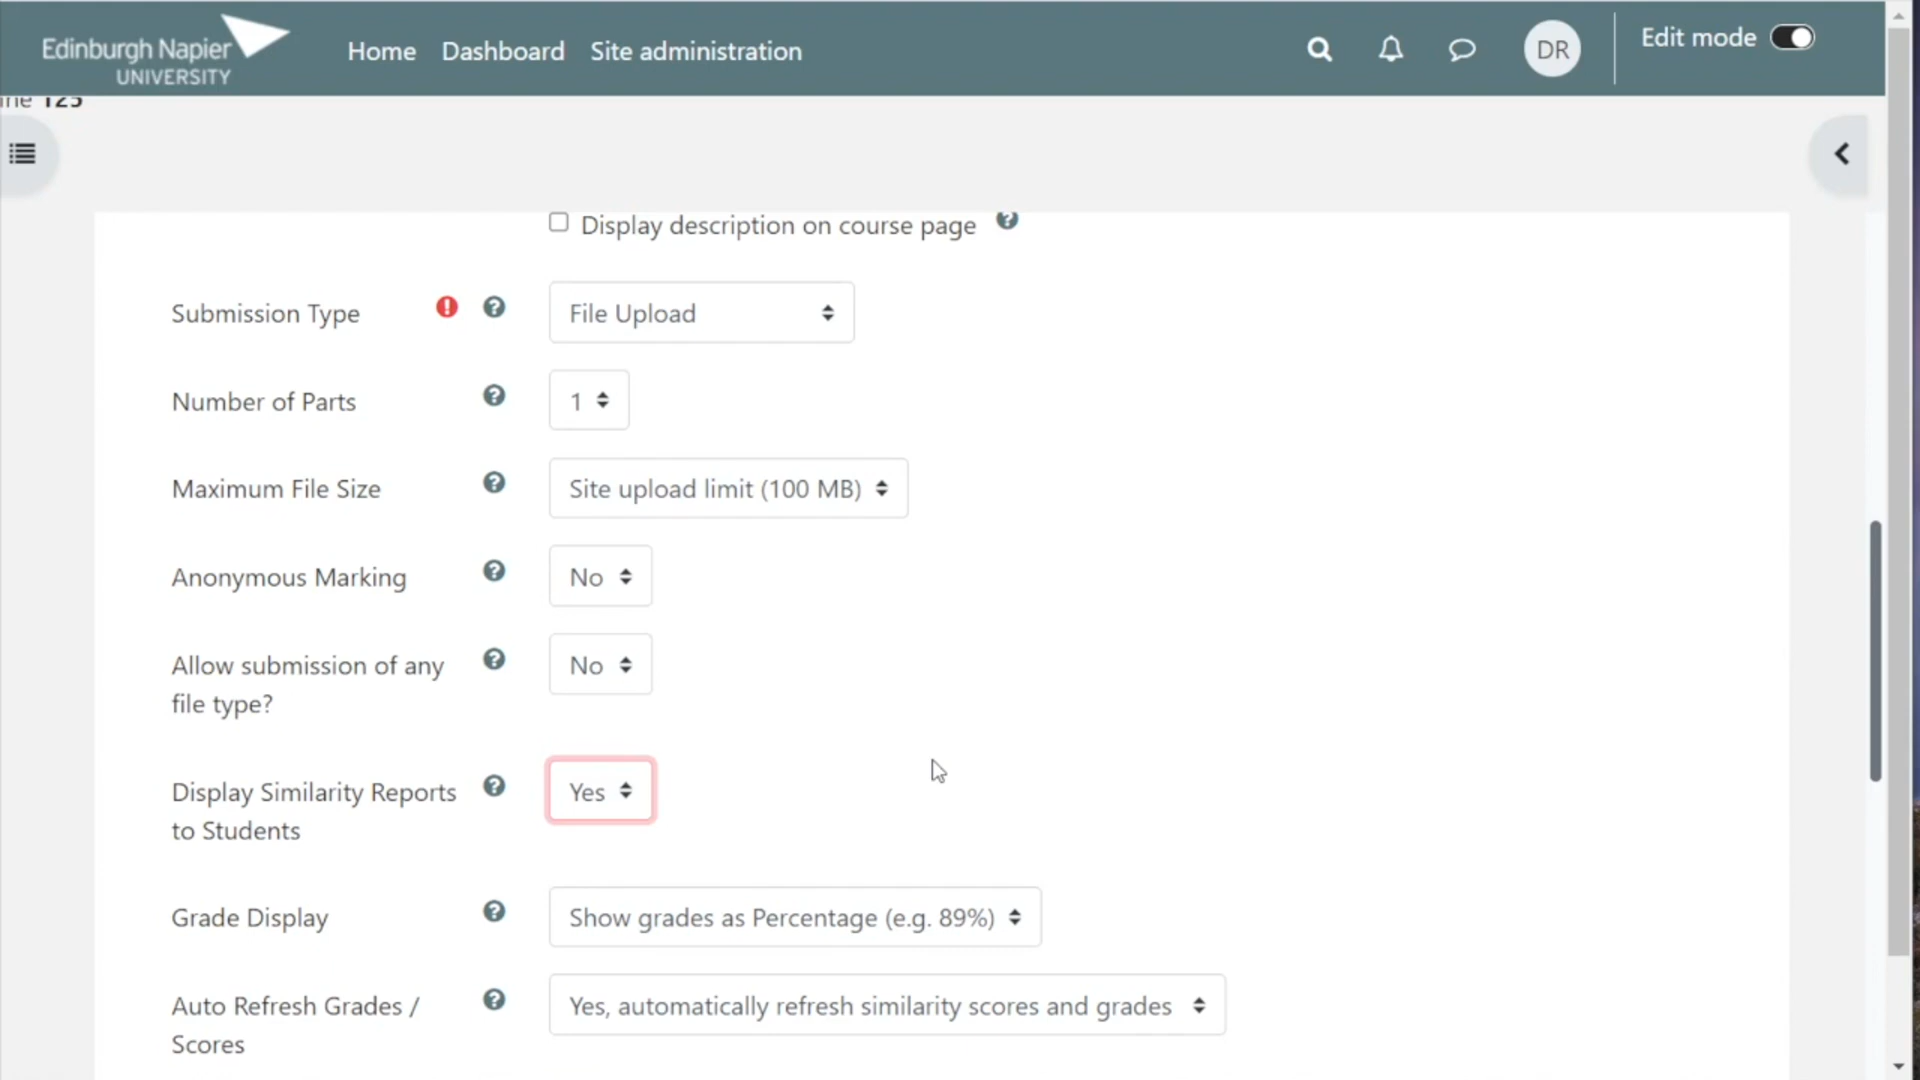 Edinburgh Napier
UNIVERSITY
Home Dashboard Site administration
DR
Edit mode
ine 125
Display description on course page
Submission Type
File Upload
Number of Parts
1
Maximum File Size
Site upload limit (100 MB)
Anonymous Marking
No
Allow submission of any
file type?
No
Display Similarity Reports
to Students
Yes
Grade Display
Show grades as Percentage (e.g. 89%)
Auto Refresh Grades /
Scores
Yes, automatically refresh similarity scores and grades